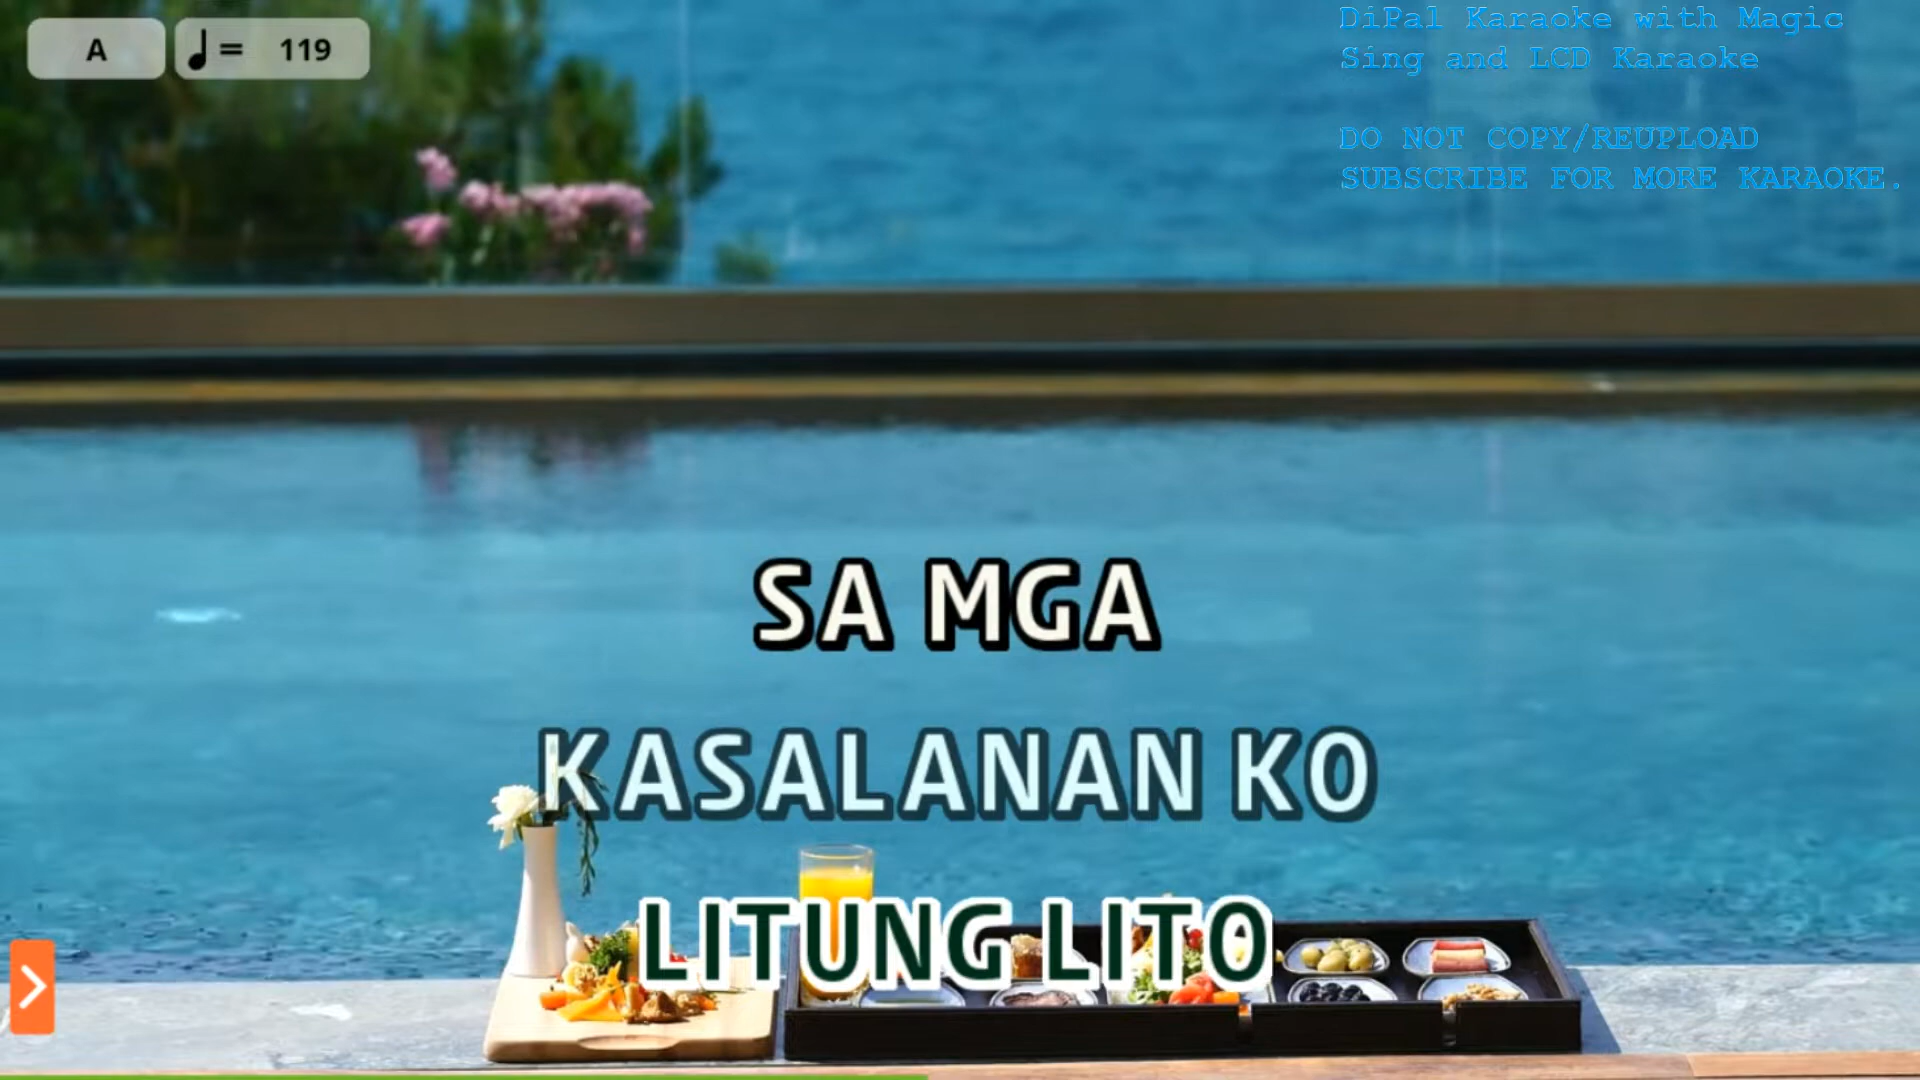 A ♩= 119
DiPal Karaoke with Magic
Sing and LCD Karaoke
DO NOT COPY/REUPLOAD
SUBSCRIBE FOR MORE KARAOKE.
SA MGA
KASALANAN KO
LITUNG LITO